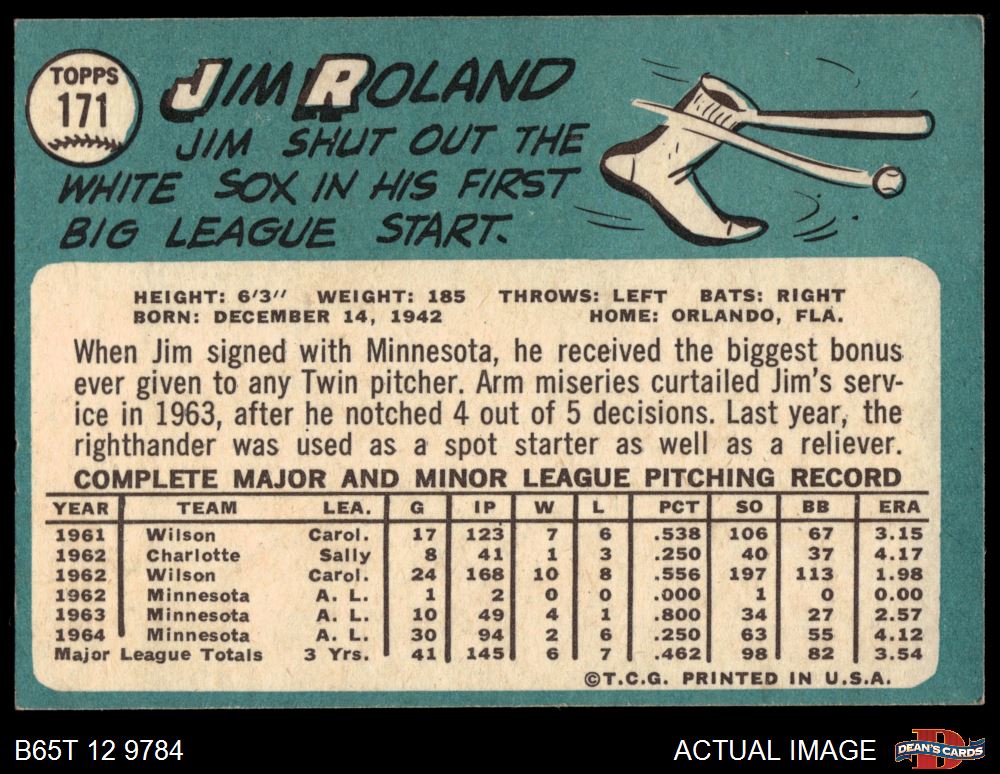 TOPPS
171
JIM ROLAND
JIM SHUT OUT THE
WHITE SOX IN HIS FIRST
BIG LEAGUE START.
HEIGHT: 6'3" WEIGHT: 185 THROWS: LEFT BATS: RIGHT
BORN: DECEMBER 14, 1942 HOME: ORLANDO, FLA.
When Jim signed with Minnesota, he received the biggest bonus
ever given to any Twin pitcher. Arm miseries curtailed Jim's serv-
ice in 1963, after he notched 4 out of 5 decisions. Last year, the
righthander was used as a spot starter as well as a reliever.
COMPLETE MAJOR AND MINOR LEAGUE PITCHING RECORD
YEAR TEAM LEA. G IP W L PCT SO BB ERA
1961 Wilson Carol. 17 123 7 6 .538 106 67 3.15
1962 Charlotte Sally 8 41 1 3 .250 40 37 4.17
1962 Wilson Carol. 24 168 10 8 .556 197 113 1.98
1962 Minnesota A. L. 1 2 0 0 .000 1 0 0.00
1963 Minnesota A. L. 10 49 4 1 .800 34 27 2.57
1964 Minnesota A. L. 30 94 2 6 .250 63 55 4.12
Major League Totals 3 Yrs. 41 145 6 7 .462 98 82 3.54
©T.C.G. PRINTED IN U.S.A.
B65T 12 9784 ACTUAL IMAGE D DEAN'S CARDS